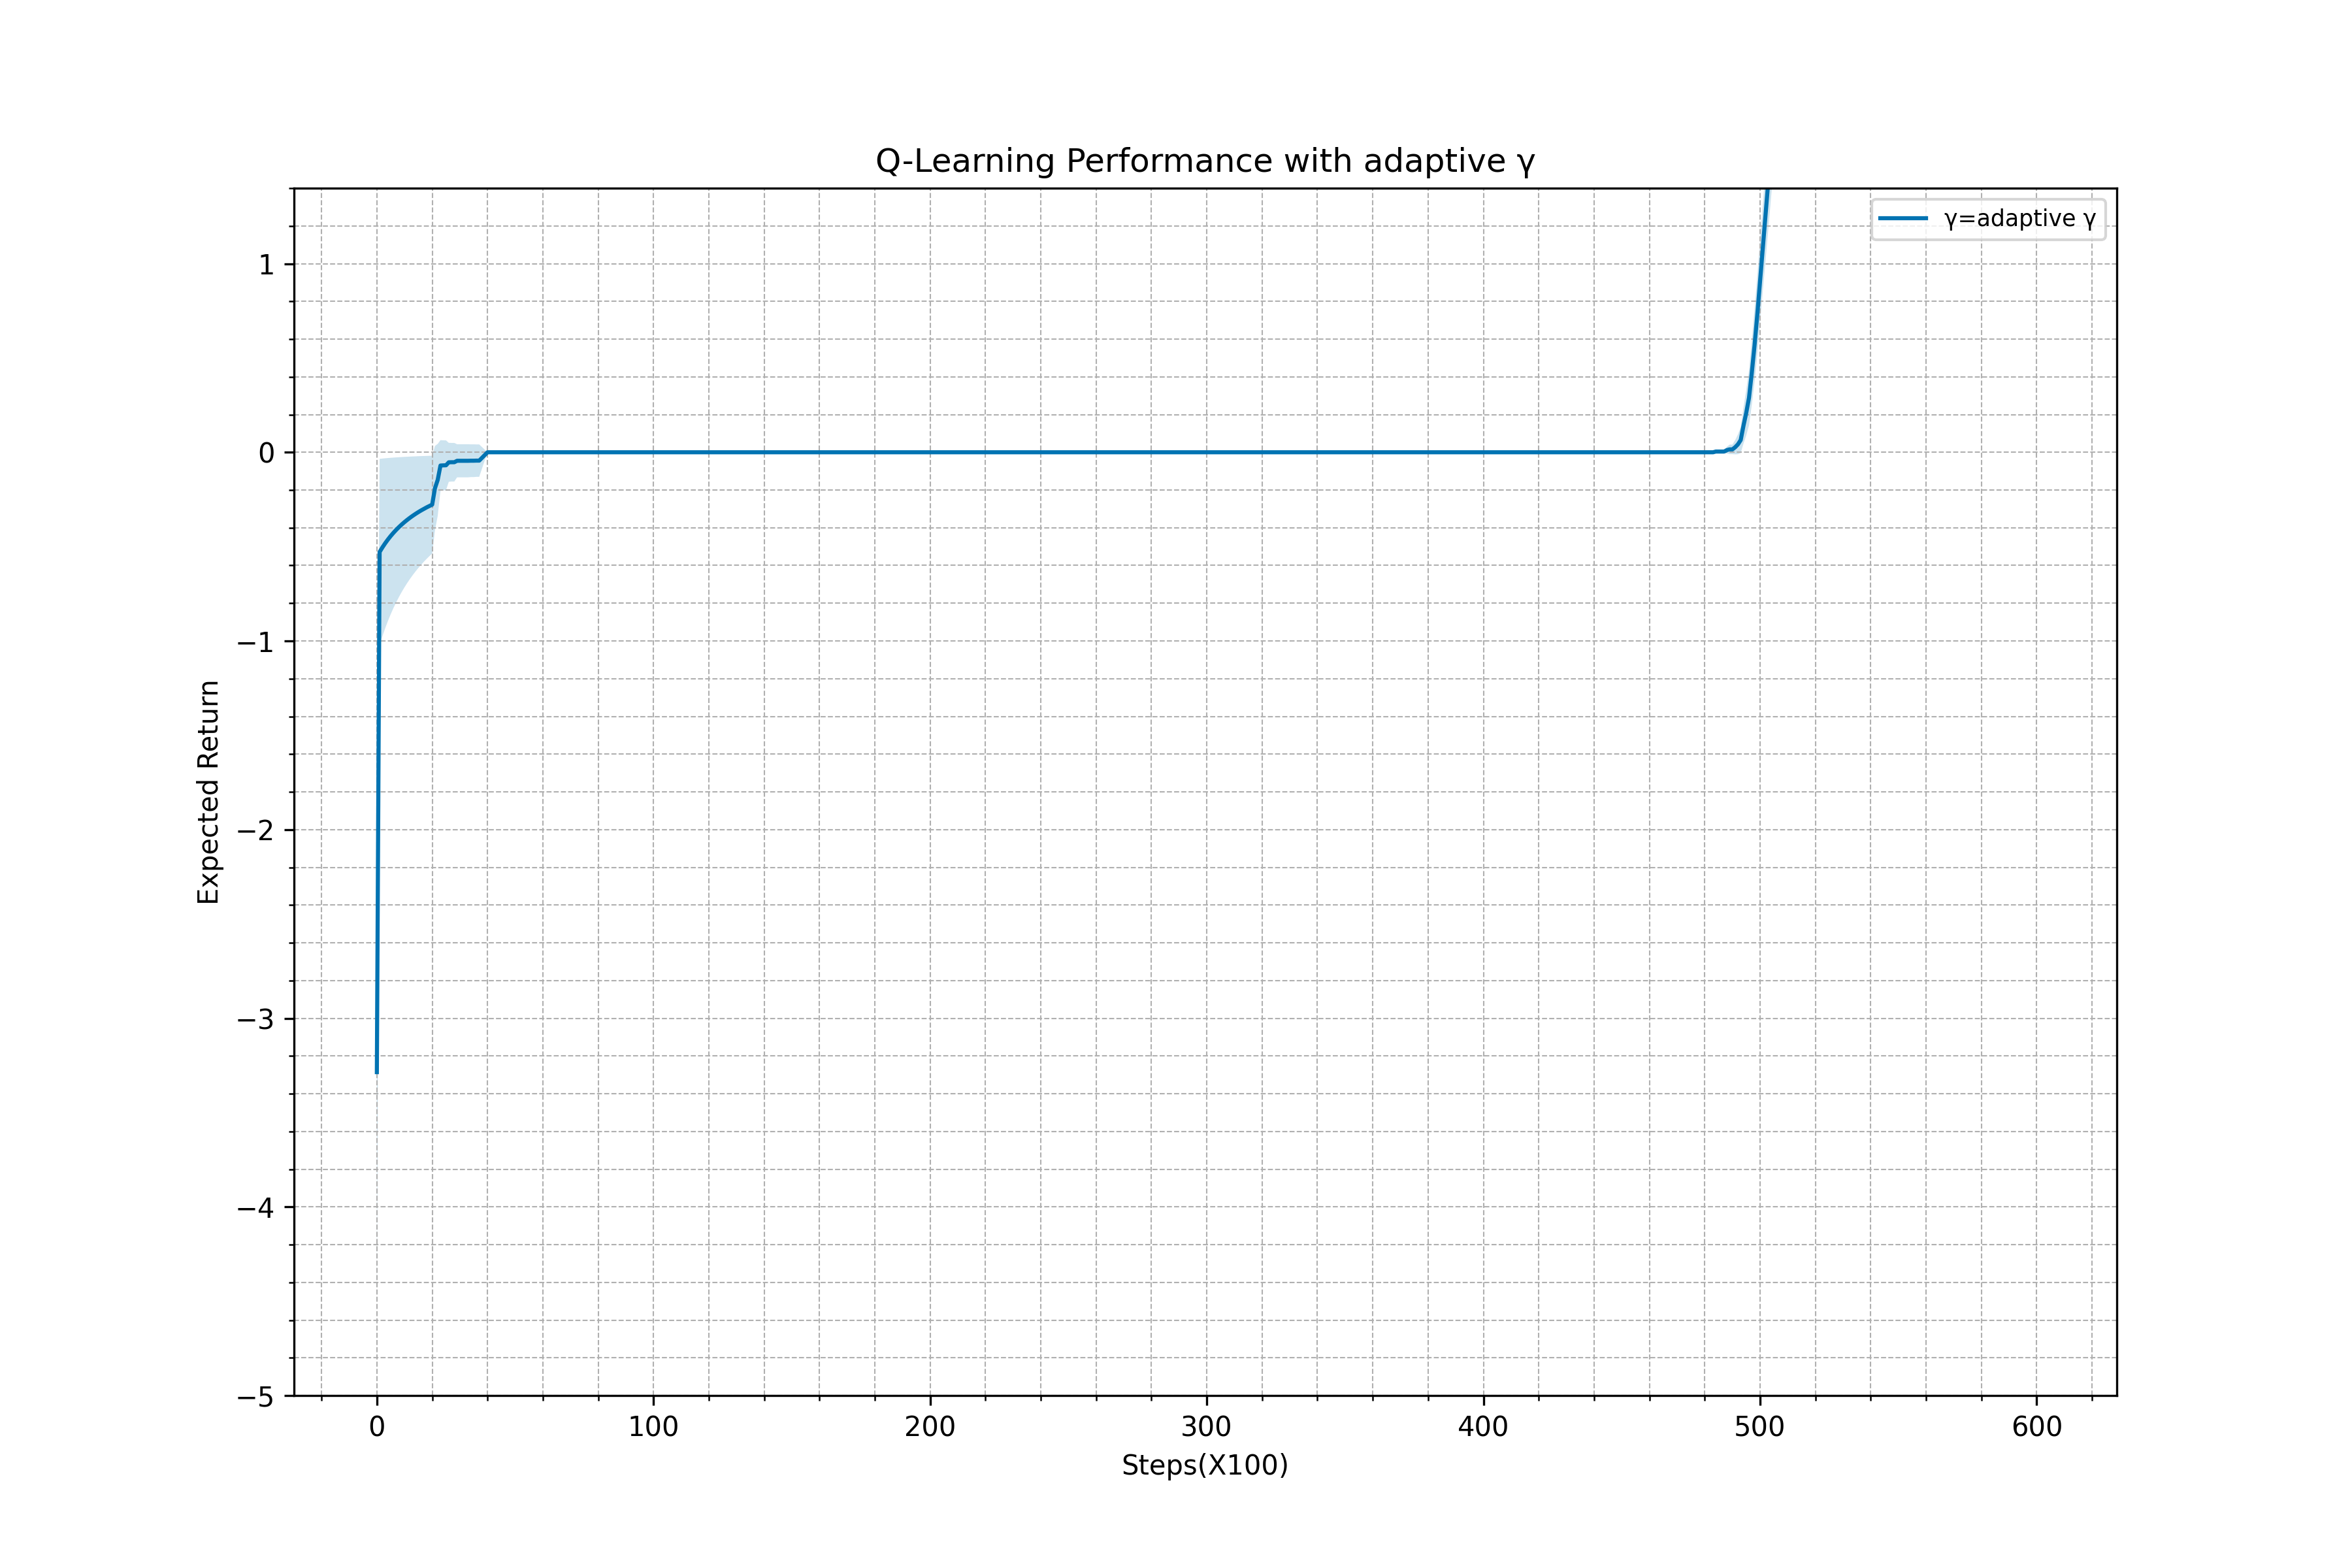 Q-Learning Performance with adaptive γ
γ=adaptive γ
1
0
−1
−2
−3
−4
−5
Expected Return
0 100 200 300 400 500 600
Steps(X100)